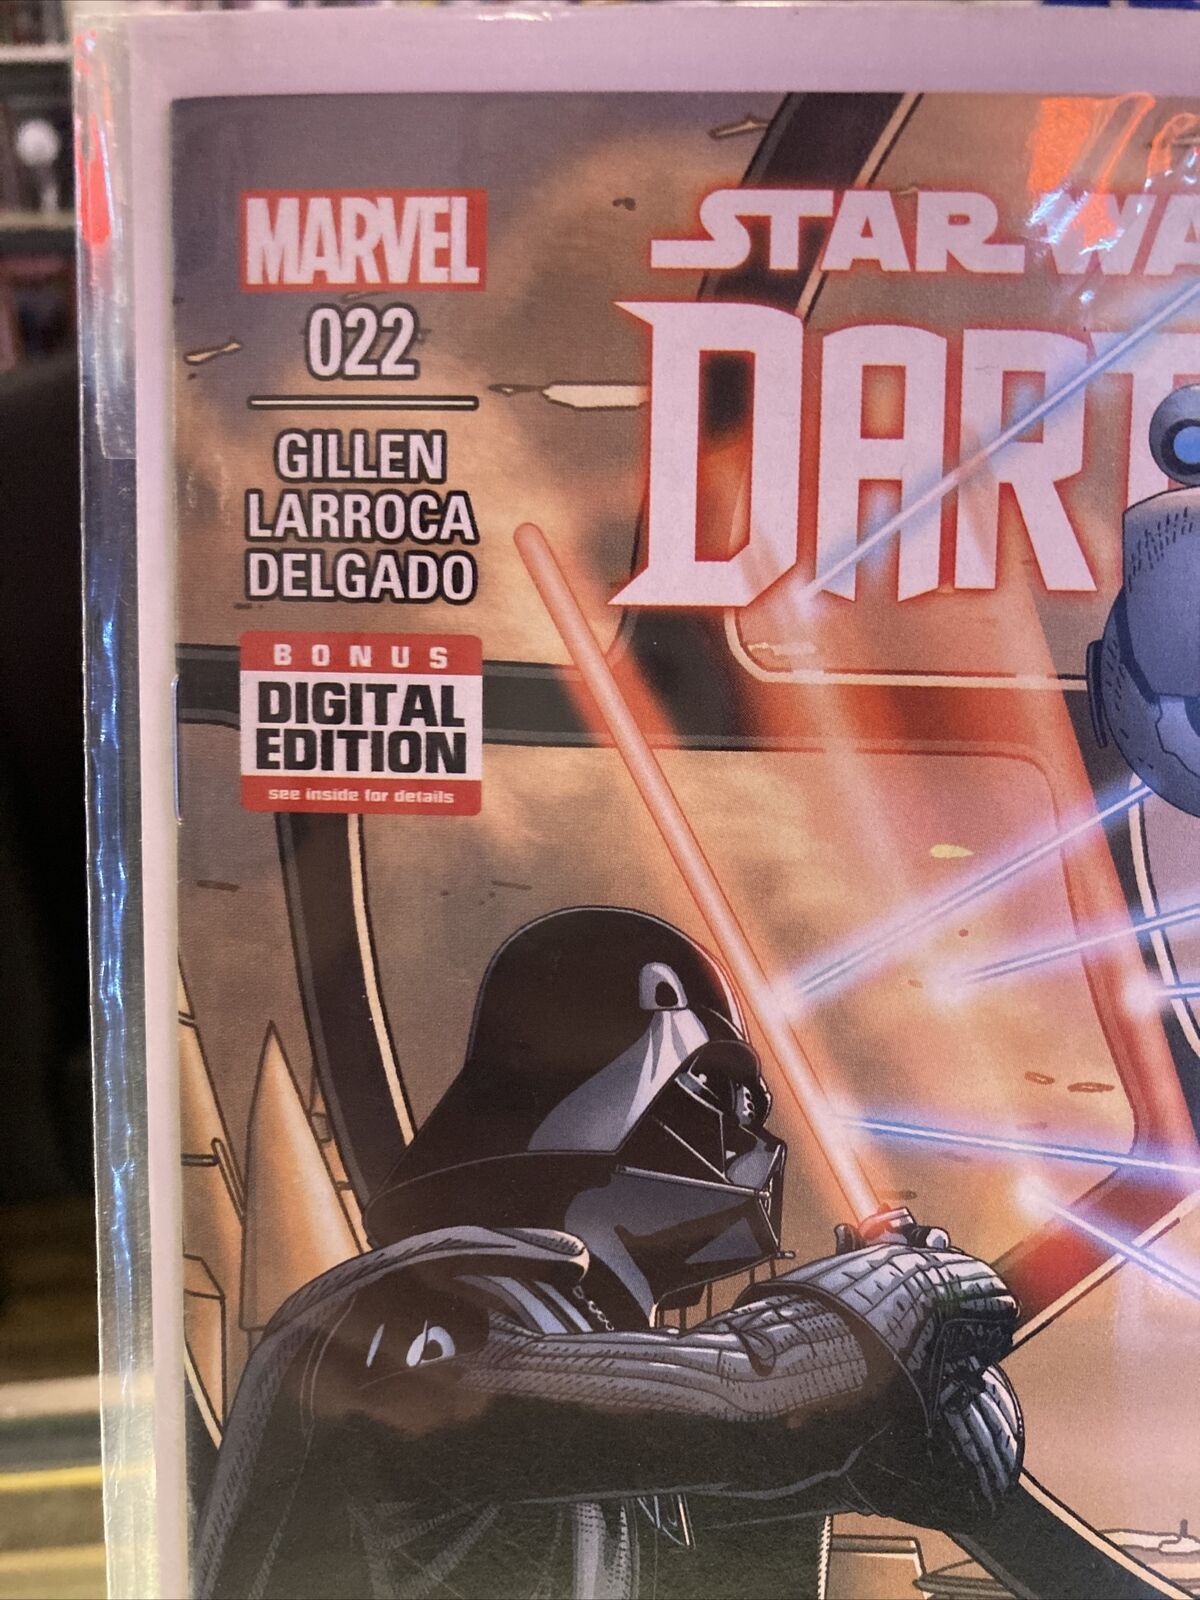 MARVEL
022
GILLEN
LARROCA
DELGADO
BONUS
DIGITAL
EDITION
see inside for details
STAR WA
DART